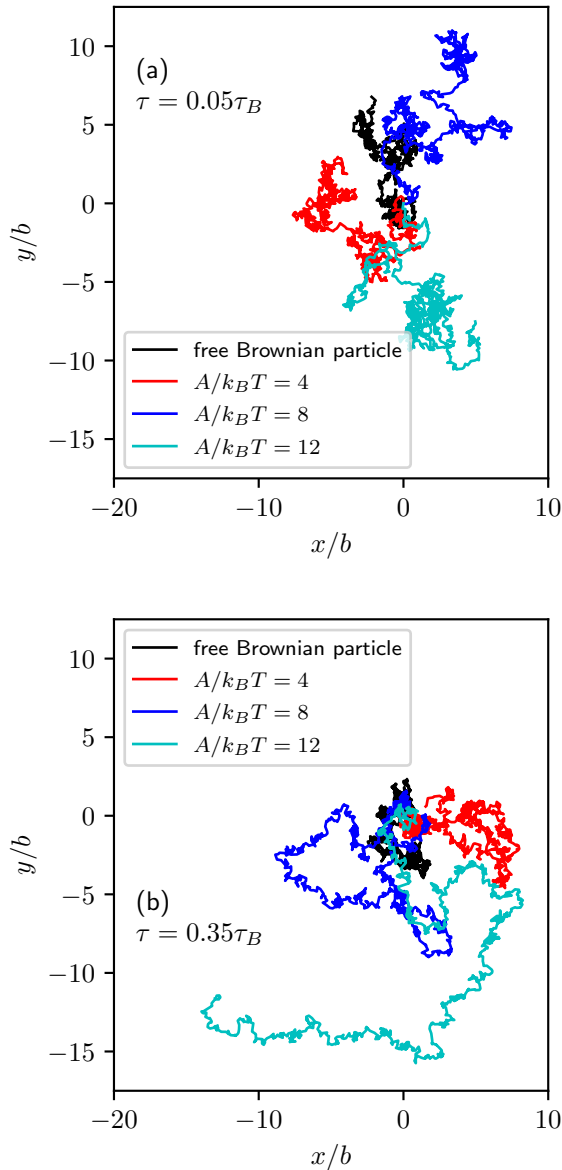 10
5
0
−5
−10
−15
y/b
(a)
τ = 0.05τ_B
free Brownian particle
A/k_BT = 4
A/k_BT = 8
A/k_BT = 12
−20
−10
0
10
x/b
10
5
0
−5
−10
−15
y/b
free Brownian particle
A/k_BT = 4
A/k_BT = 8
A/k_BT = 12
(b)
τ = 0.35τ_B
−20
−10
0
10
x/b